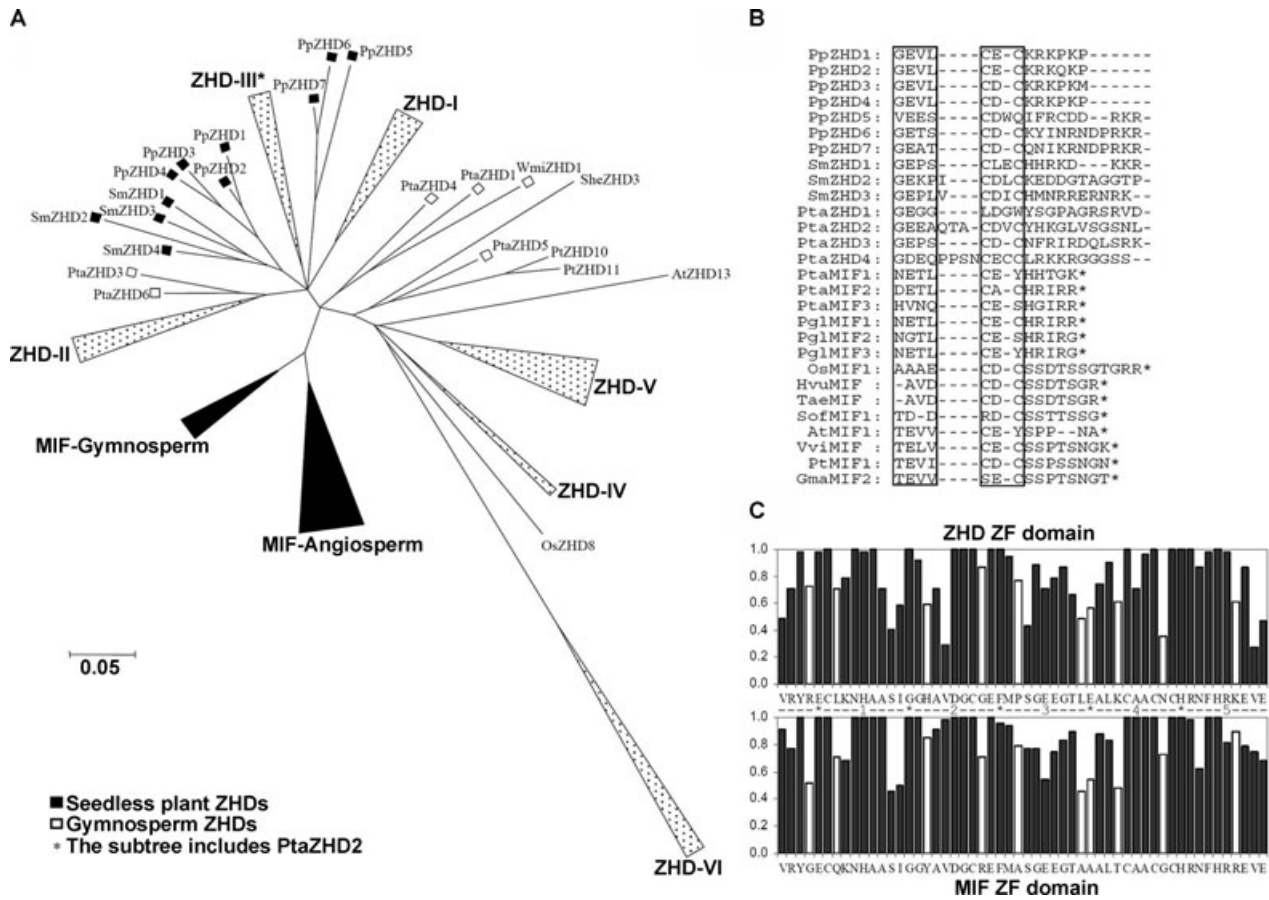 A
PpZHD6
PpZHD5
ZHD-III*
PpZHD7
ZHD-I
PpZHD1
PpZHD3
PpZHD2
PpZHD4
SmZHD1
SmZHD3
SmZHD2
SmZHD4
PtaZHD3
PtaZHD6
ZHD-II
PtaZHD4
PtaZHD1
WmiZHD1
SheZHD3
PtaZHD5
PtZHD10
PtZHD11
AtZHD13
ZHD-V
MIF-Gymnosperm
ZHD-IV
MIF-Angiosperm
OsZHD8
ZHD-VI
0.05
Seedless plant ZHDs
Gymnosperm ZHDs
* The subtree includes PtaZHD2
B
PpZHD1: GEVL----CE-CKRKPKP------
PpZHD2: GEVL----CE-CKRKQKP------
PpZHD3: GEVL----CD-CKRKPKM------
PpZHD4: GEVL----CD-CKRKPKP------
PpZHD5: VEES----CDWQIFRCDD--RKR-
PpZHD6: GETS----CD-CKYINRNDPRKR-
PpZHD7: GEAT----CD-CQNIKRNDPRKR-
SmZHD1: GEPS----CLECHHRKD---KKR-
SmZHD2: GEKPI---CDLCKEDDGTAGGTP-
SmZHD3: GEPLV---CDICHMNRRERNRK--
PtaZHD1: GEGG----LDGWYSGPAGRSRVD-
PtaZHD2: GEEAQTA-CDVCYHKGLVSGSNL-
PtaZHD3: GEPS----CD-CNFRIRDQLSRK-
PtaZHD4: GDEQPPSNCECCLRKKRGGGSS--
PtaMIF1: NETL----CE-YHHTGK*
PtaMIF2: DETL----CA-CHRIRR*
PtaMIF3: HVNQ----CE-SHGIRR*
PglMIF1: NETL----CE-CHRIRR*
PglMIF2: NGTL----CE-CHRIRG*
PglMIF3: NETL----CE-YHRIRG*
OsMIF1: AAAE----CD-CSSDTSSGTGRR*
HvuMIF : -AVD----CD-CSSDTSGR*
TaeMIF : -AVD----CD-CSSDTSGR*
SofMIF1: TD-D----RD-CSSTTSSG*
AtMIF1: TEVV----CE-YSPP--NA*
VviMIF : TELV----CE-CSSPTSNGK*
PtMIF1: TEVI----CD-CSSPSSNGN*
GmaMIF2: TEVV----SE-CSSPTSNGT*
C
ZHD ZF domain
1.0
0.8
0.6
0.4
0.2
0.0
VRYRECLKNHAASIGGHAVDGCGEFMPSGEEGTLEALKCAACNCHRNFHRKEVE
----*----1----*----2----*----3----*----4----*----5----
1.0
0.8
0.6
0.4
0.2
0.0
VRYGECQKNHAASIGGYAVDGCREFMASGEEGTAAALTCAACGCHRNFHRREVE
MIF ZF domain